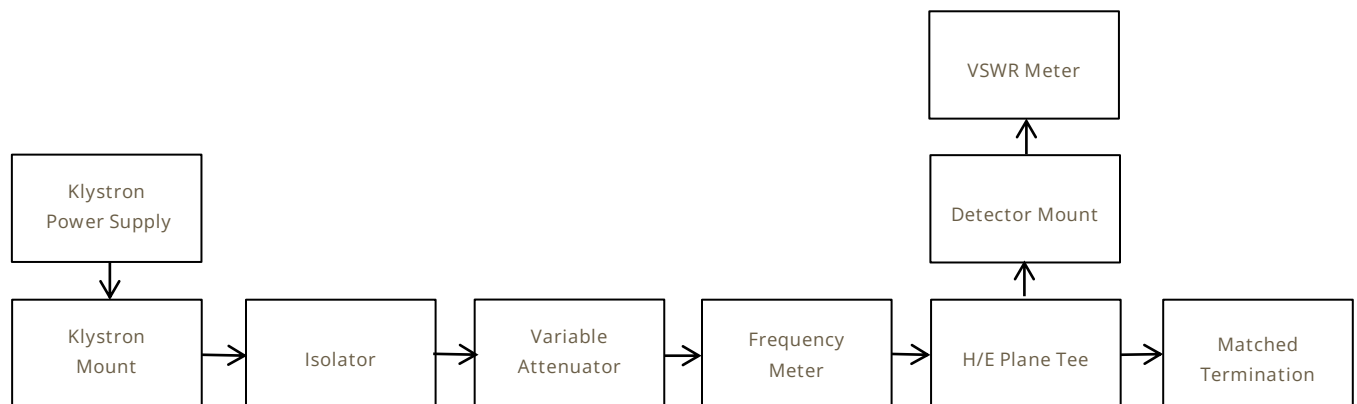 VSWR Meter
Klystron
Power Supply
Detector Mount
Klystron
Mount
Isolator
Variable
Attenuator
Frequency
Meter
H/E Plane Tee
Matched
Termination